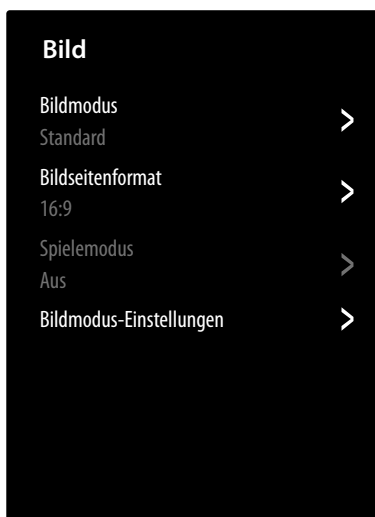 Bild
Bildmodus
Standard
Bildseitenformat
16:9
Spielemodus
Aus
Bildmodus-Einstellungen